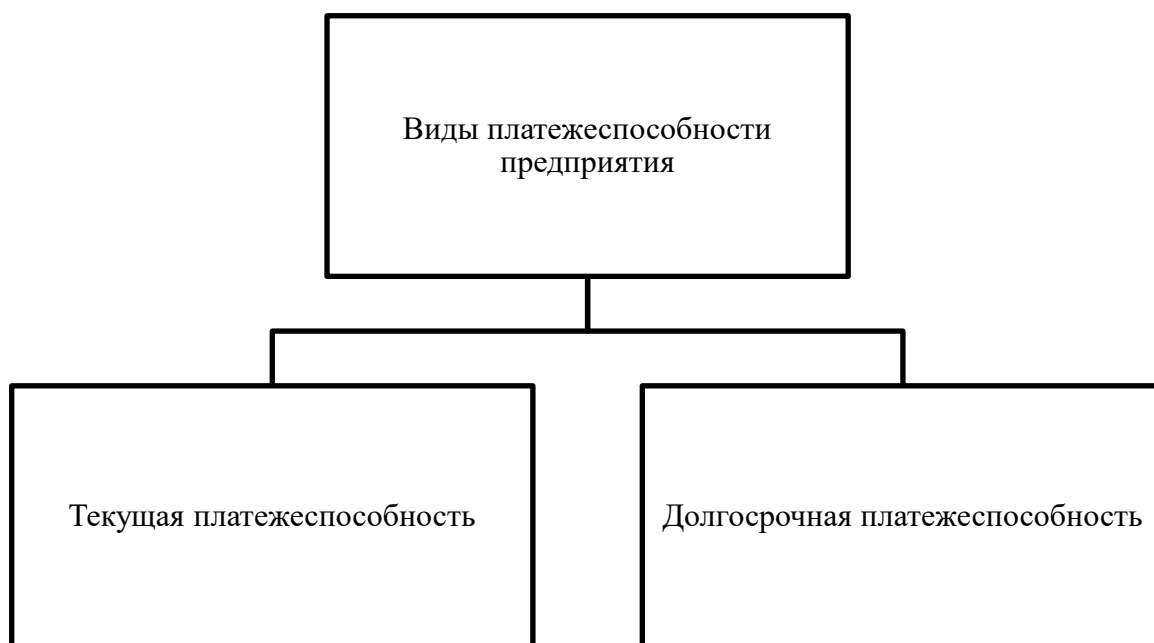 Виды платежеспособности
предприятия
Текущая платежеспособность
Долгосрочная платежеспособность